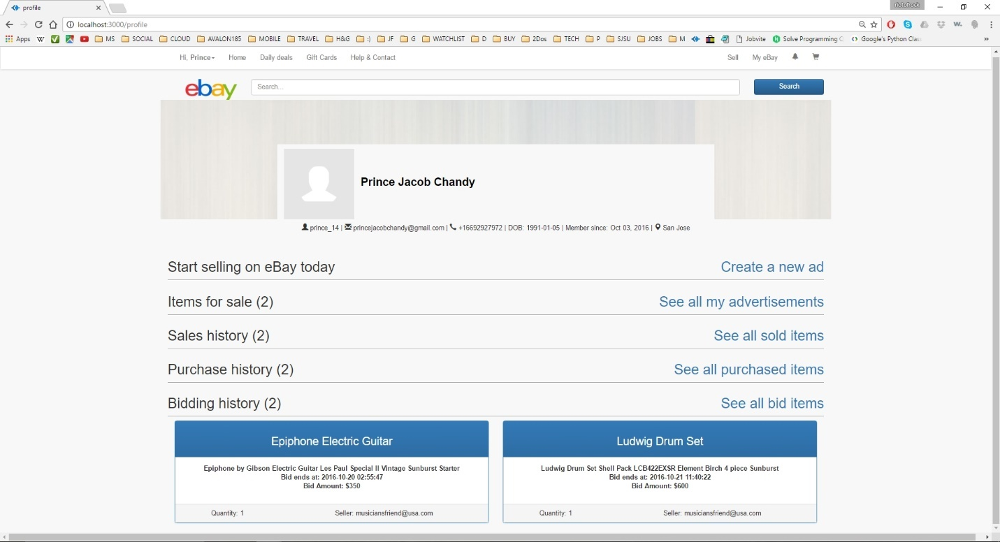 profile
riotofrock
localhost:3000/profile
Apps MS SOCIAL CLOUD AVALON185 MOBILE TRAVEL H&G :) JF G WATCHLIST D BUY 2Dos TECH P SJSU JOBS M Jobvite Solve Programming C Google's Python Clas »
Hi, Prince Home Daily deals Gift Cards Help & Contact Sell My eBay
ebay Search... Search
Prince Jacob Chandy
prince_14 | princejacobchandy@gmail.com | +16692927972 | DOB: 1991-01-05 | Member since: Oct 03, 2016 | San Jose
Start selling on eBay today Create a new ad
Items for sale (2) See all my advertisements
Sales history (2) See all sold items
Purchase history (2) See all purchased items
Bidding history (2) See all bid items
Epiphone Electric Guitar
Epiphone by Gibson Electric Guitar Les Paul Special II Vintage Sunburst Starter
Bid ends at: 2016-10-20 02:55:47
Bid Amount: $350
Quantity: 1 Seller: musiciansfriend@usa.com
Ludwig Drum Set
Ludwig Drum Set Shell Pack LCB422EXSR Element Birch 4 piece Sunburst
Bid ends at: 2016-10-21 11:40:22
Bid Amount: $600
Quantity: 1 Seller: musiciansfriend@usa.com